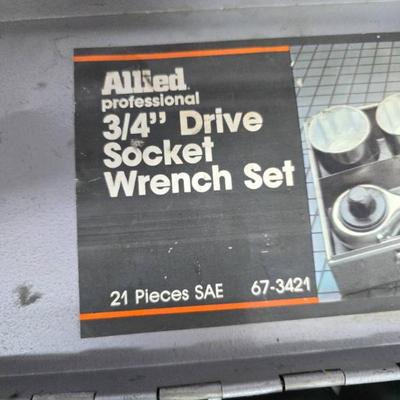 Allied
professional
3/4" Drive
Socket
Wrench Set
21 Pieces SAE 67-3421